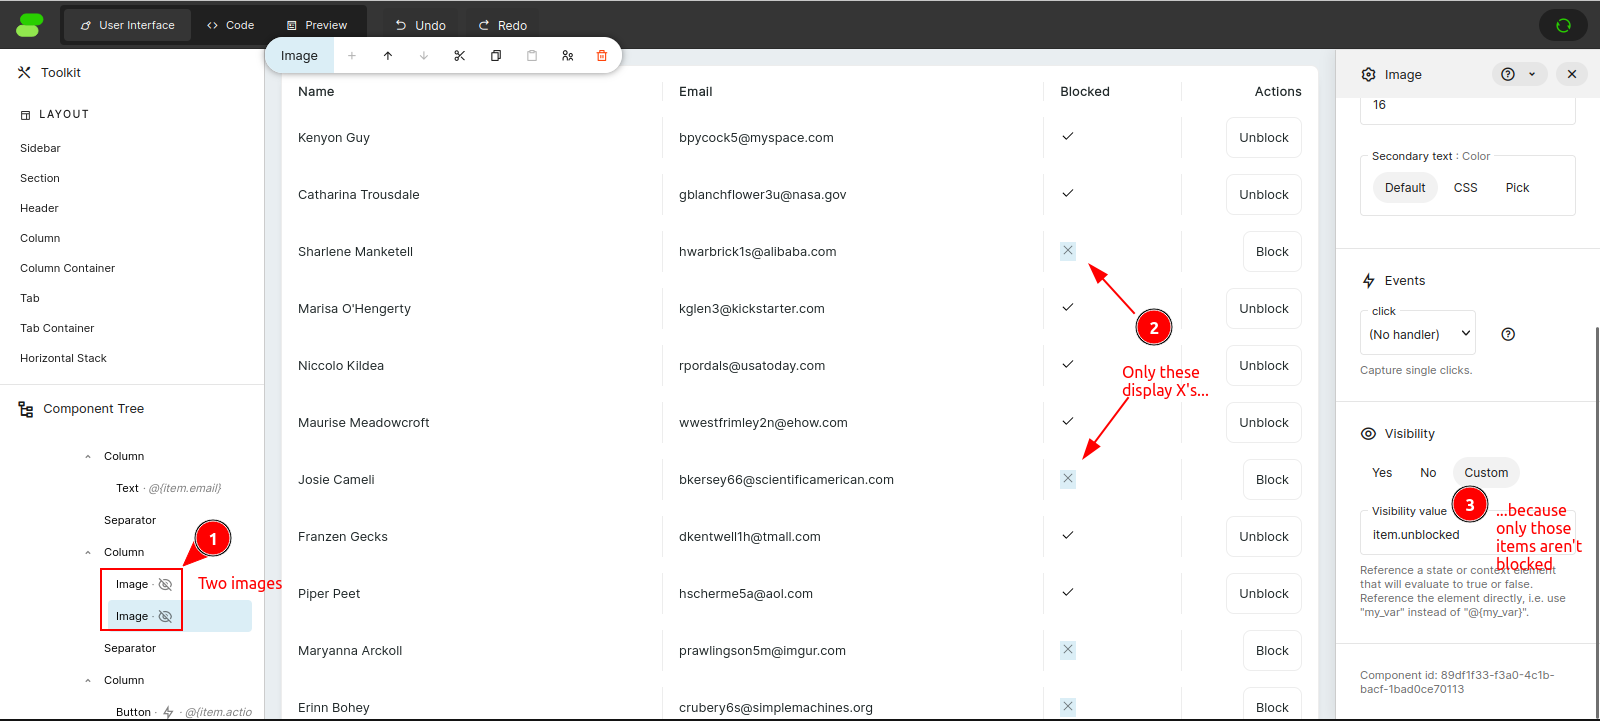 User Interface
Code
Preview
Undo
Redo
Image
Toolkit
LAYOUT
Sidebar
Section
Header
Column
Column Container
Tab
Tab Container
Horizontal Stack
Component Tree
Column
Text · @{item.email}
Separator
Column
Image ·
Image ·
Separator
Column
Button · · @{item.actio
1
Two images
Name Email Blocked Actions
Kenyon Guy bpycock5@myspace.com Unblock
Catharina Trousdale gblanchflower3u@nasa.gov Unblock
Sharlene Manketell hwarbrick1s@alibaba.com Block
Marisa O'Hengerty kglen3@kickstarter.com Unblock
Niccolo Kildea rpordals@usatoday.com Unblock
Maurise Meadowcroft wwestfrimley2n@ehow.com Unblock
Josie Cameli bkersey66@scientificamerican.com Block
Franzen Gecks dkentwell1h@tmall.com Unblock
Piper Peet hscherme5a@aol.com Unblock
Maryanna Arckoll prawlingson5m@imgur.com Block
Erinn Bohey crubery6s@simplemachines.org Block
2
Only these
display X's...
Image
16
Secondary text : Color
Default CSS Pick
Events
click
(No handler)
Capture single clicks.
Visibility
Yes No Custom
Visibility value
item.unblocked
3
...because
only those
items aren't
blocked
Reference a state or context element
that will evaluate to true or false.
Reference the element directly, i.e. use
"my_var" instead of "@{my_var}".
Component id: 89df1f33-f3a0-4c1b-
bacf-1bad0ce70113